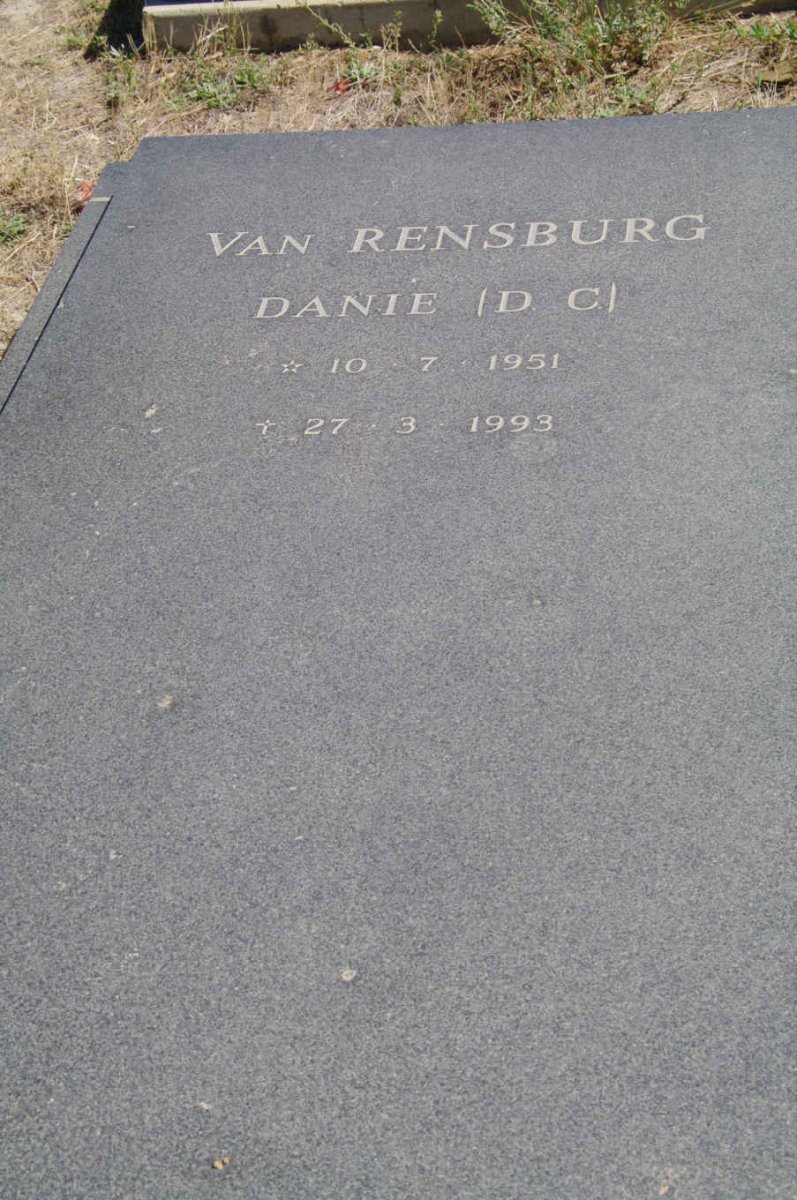 VAN RENSBURG
DANIE (D. C.)
☆ 10 · 7 · 1951
✝ 27 · 3 · 1993